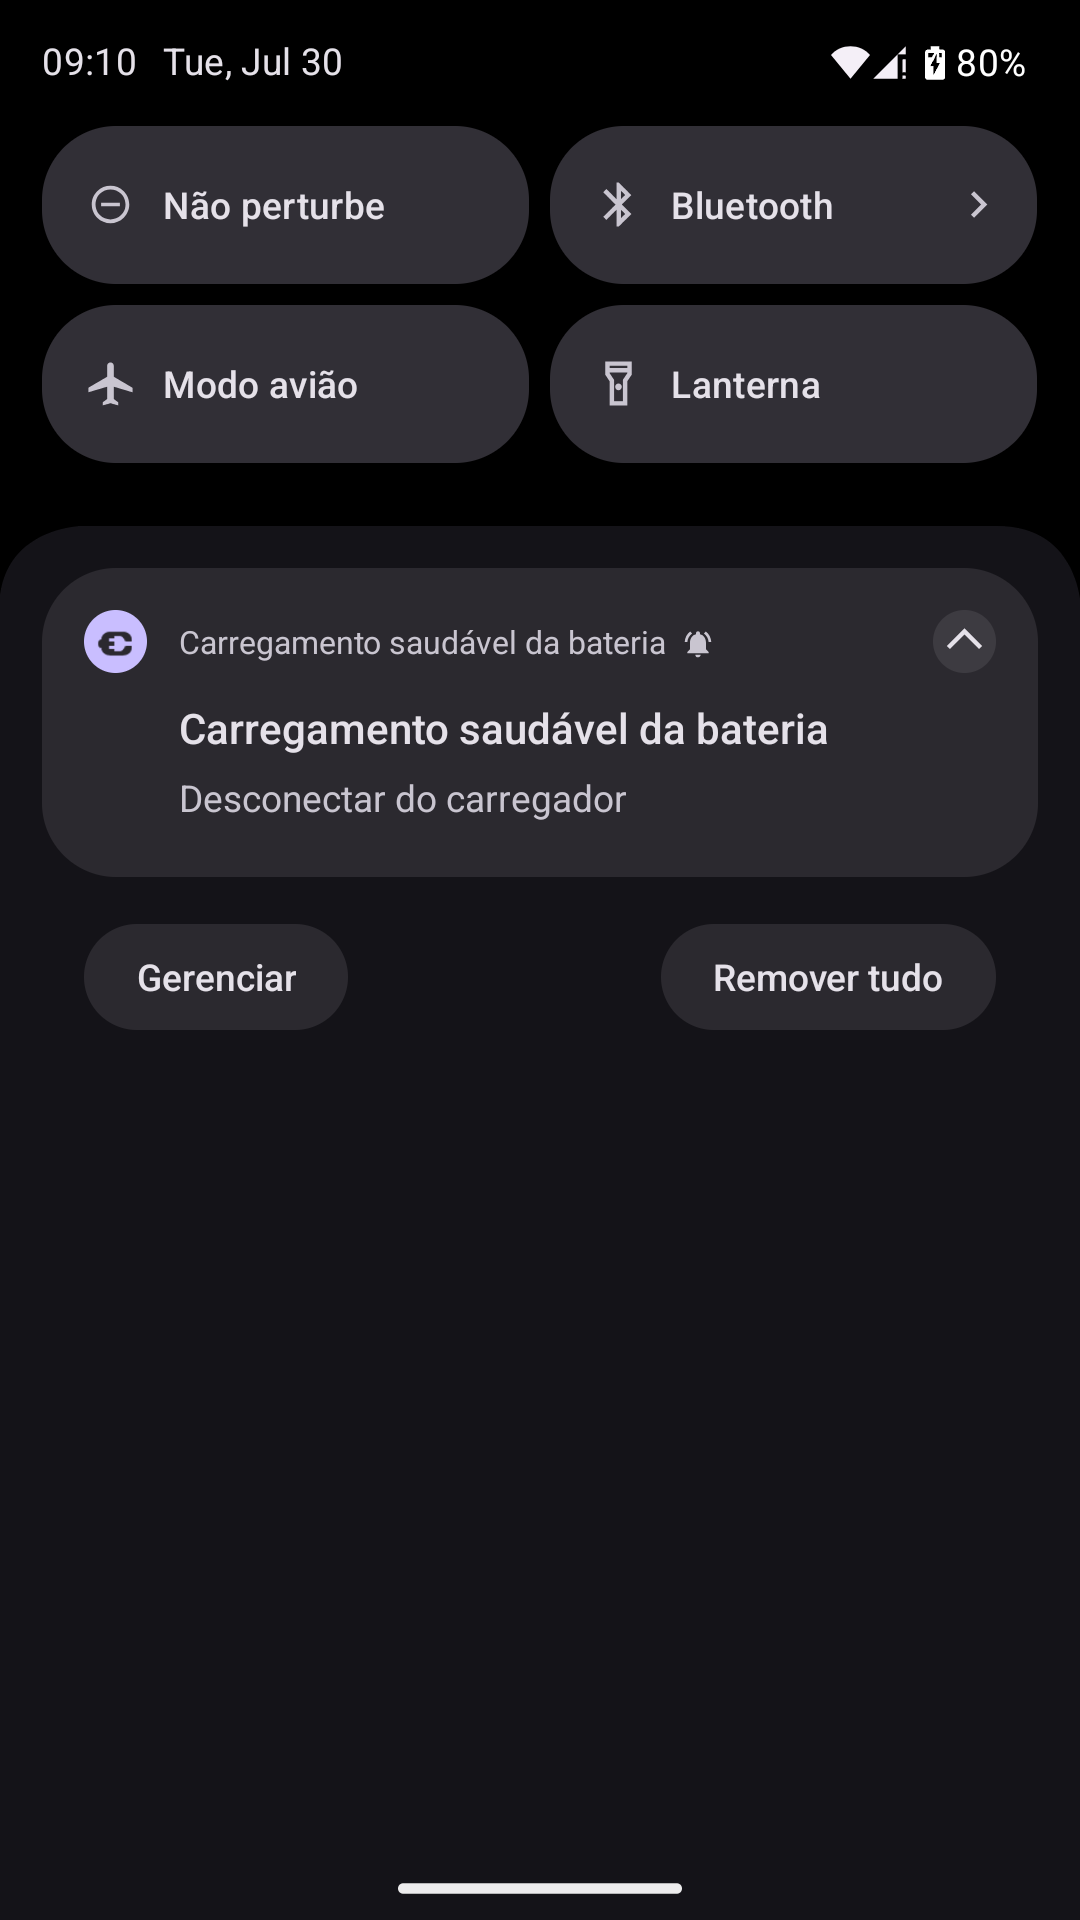 09:10 Tue, Jul 30 80%
Não perturbe Bluetooth
Modo avião Lanterna
Carregamento saudável da bateria
Carregamento saudável da bateria
Desconectar do carregador
Gerenciar Remover tudo